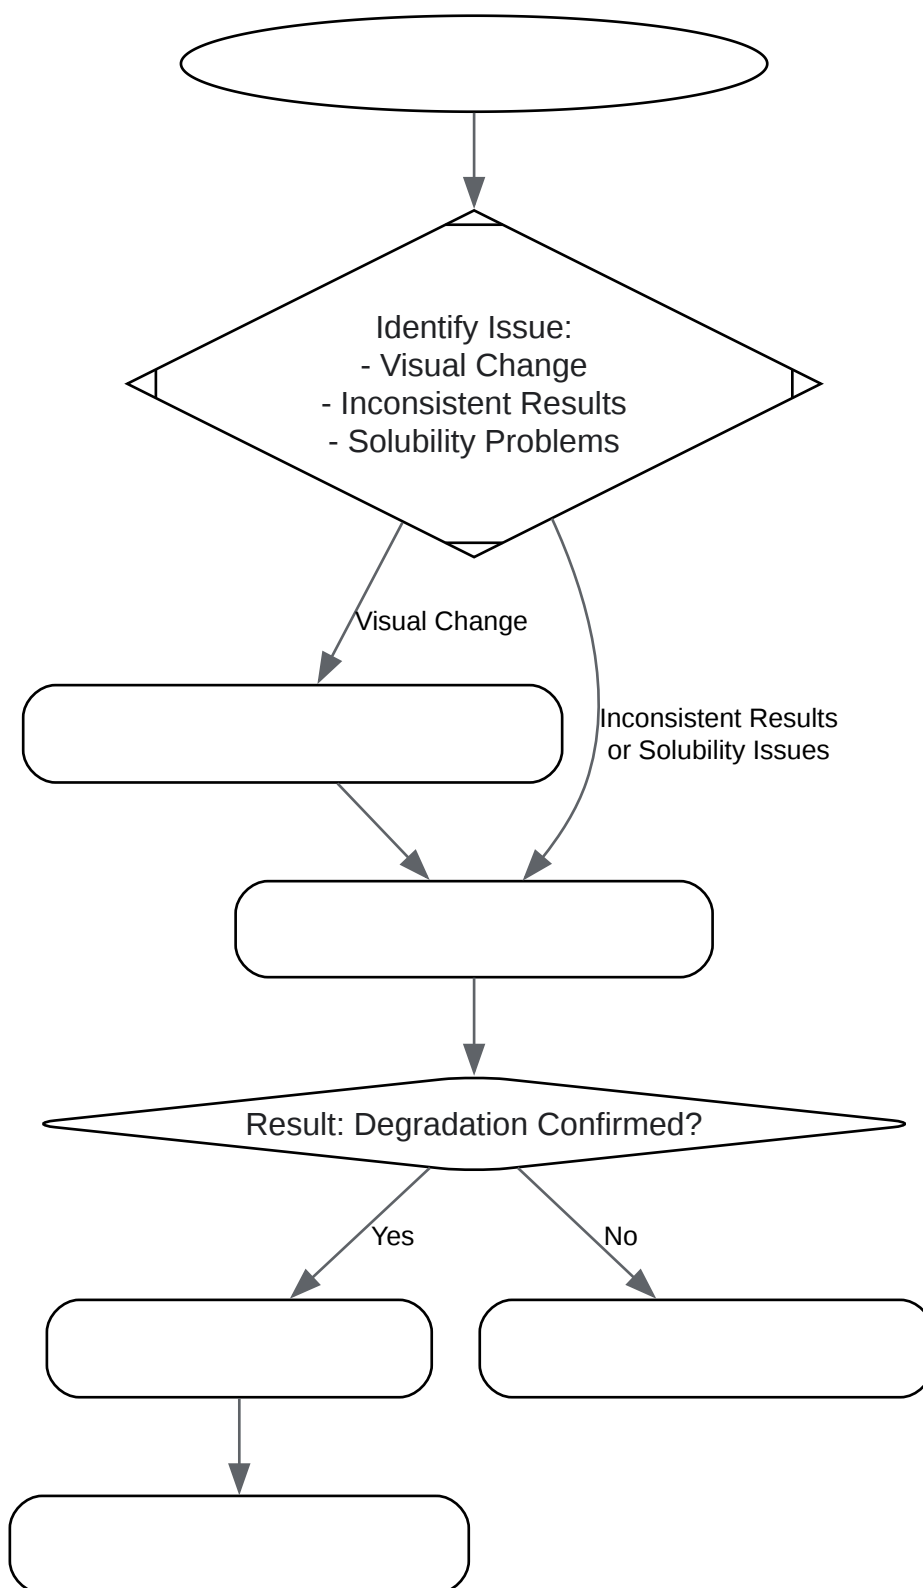 Identify Issue:
- Visual Change
- Inconsistent Results
- Solubility Problems
Visual Change
Inconsistent Results
or Solubility Issues
Result: Degradation Confirmed?
Yes
No